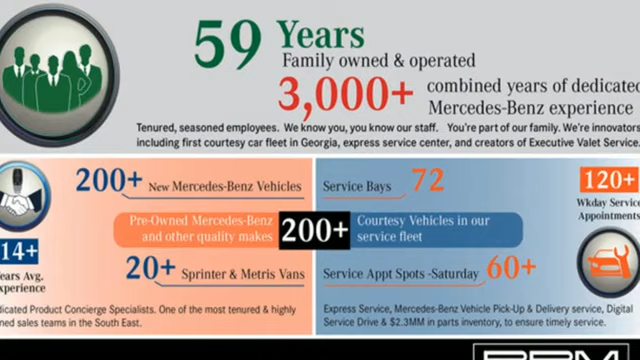 59 Years
Family owned & operated
3,000+ combined years of dedicated
Mercedes-Benz experience
Tenured, seasoned employees. We know you, you know our staff. You're part of our family. We're innovators
including first courtesy car fleet in Georgia, express service center, and creators of Executive Valet Service.
200+ New Mercedes-Benz Vehicles
Service Bays 72
120+
Wkday Service
Appointments
Pre-Owned Mercedes-Benz
and other quality makes
200+
Courtesy Vehicles in our
service fleet
14+
Years Avg.
xperience
20+ Sprinter & Metris Vans
Service Appt Spots -Saturday 60+
dicated Product Concierge Specialists. One of the most tenured & highly
ned sales teams in the South East.
Express Service, Mercedes-Benz Vehicle Pick-Up & Delivery service, Digital
Service Drive & $2.3MM in parts inventory, to ensure timely service.